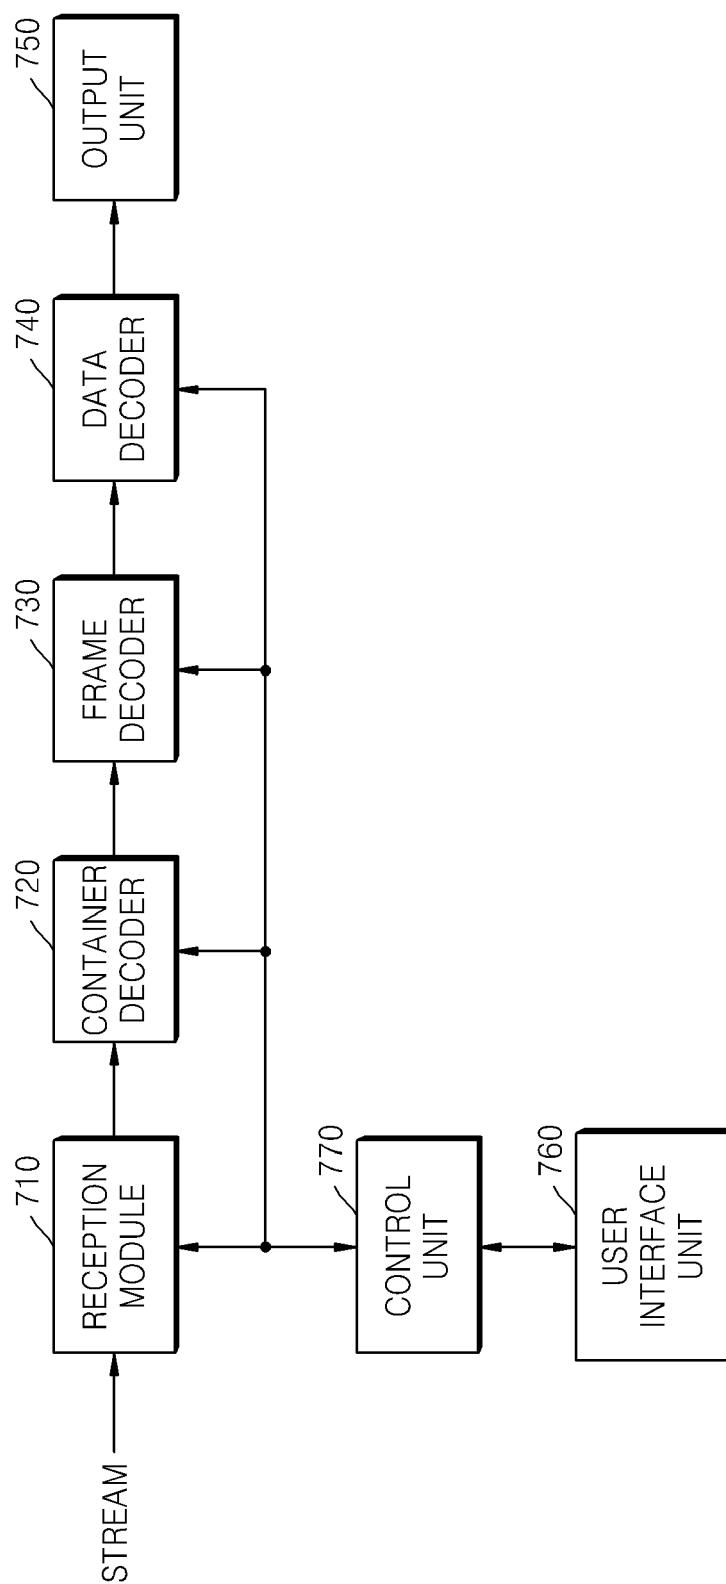 STREAM
710
RECEPTION
MODULE
720
CONTAINER
DECODER
730
FRAME
DECODER
740
DATA
DECODER
750
OUTPUT
UNIT
770
CONTROL
UNIT
760
USER
INTERFACE
UNIT